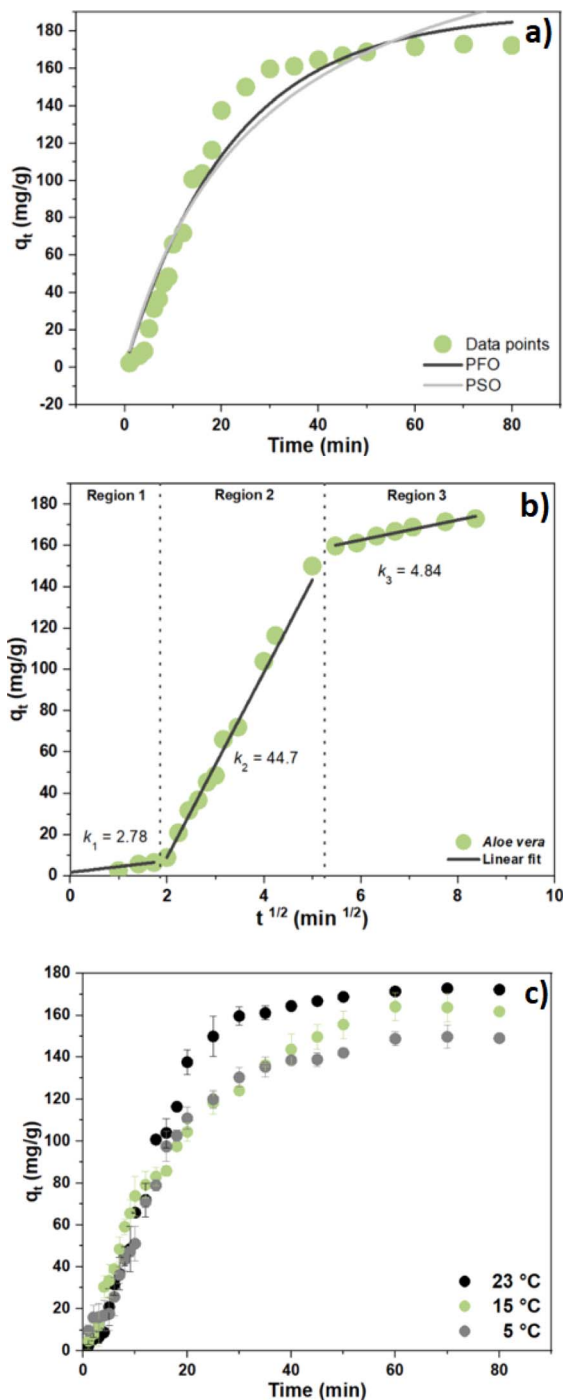 a)
180
160
140
120
100
80
60
40
20
0
-20
qt (mg/g)
Data points
PFO
PSO
0 20 40 60 80
Time (min)
Region 1 Region 2 Region 3 b)
180
160
140
120
100
80
60
40
20
0
qt (mg/g)
k3 = 4.84
k2 = 44.7
k1 = 2.78
Aloe vera
Linear fit
0 2 4 6 8 10
t 1/2 (min 1/2)
c)
180
160
140
120
100
80
60
40
20
0
qt (mg/g)
23 °C
15 °C
5 °C
0 20 40 60 80 100
Time (min)